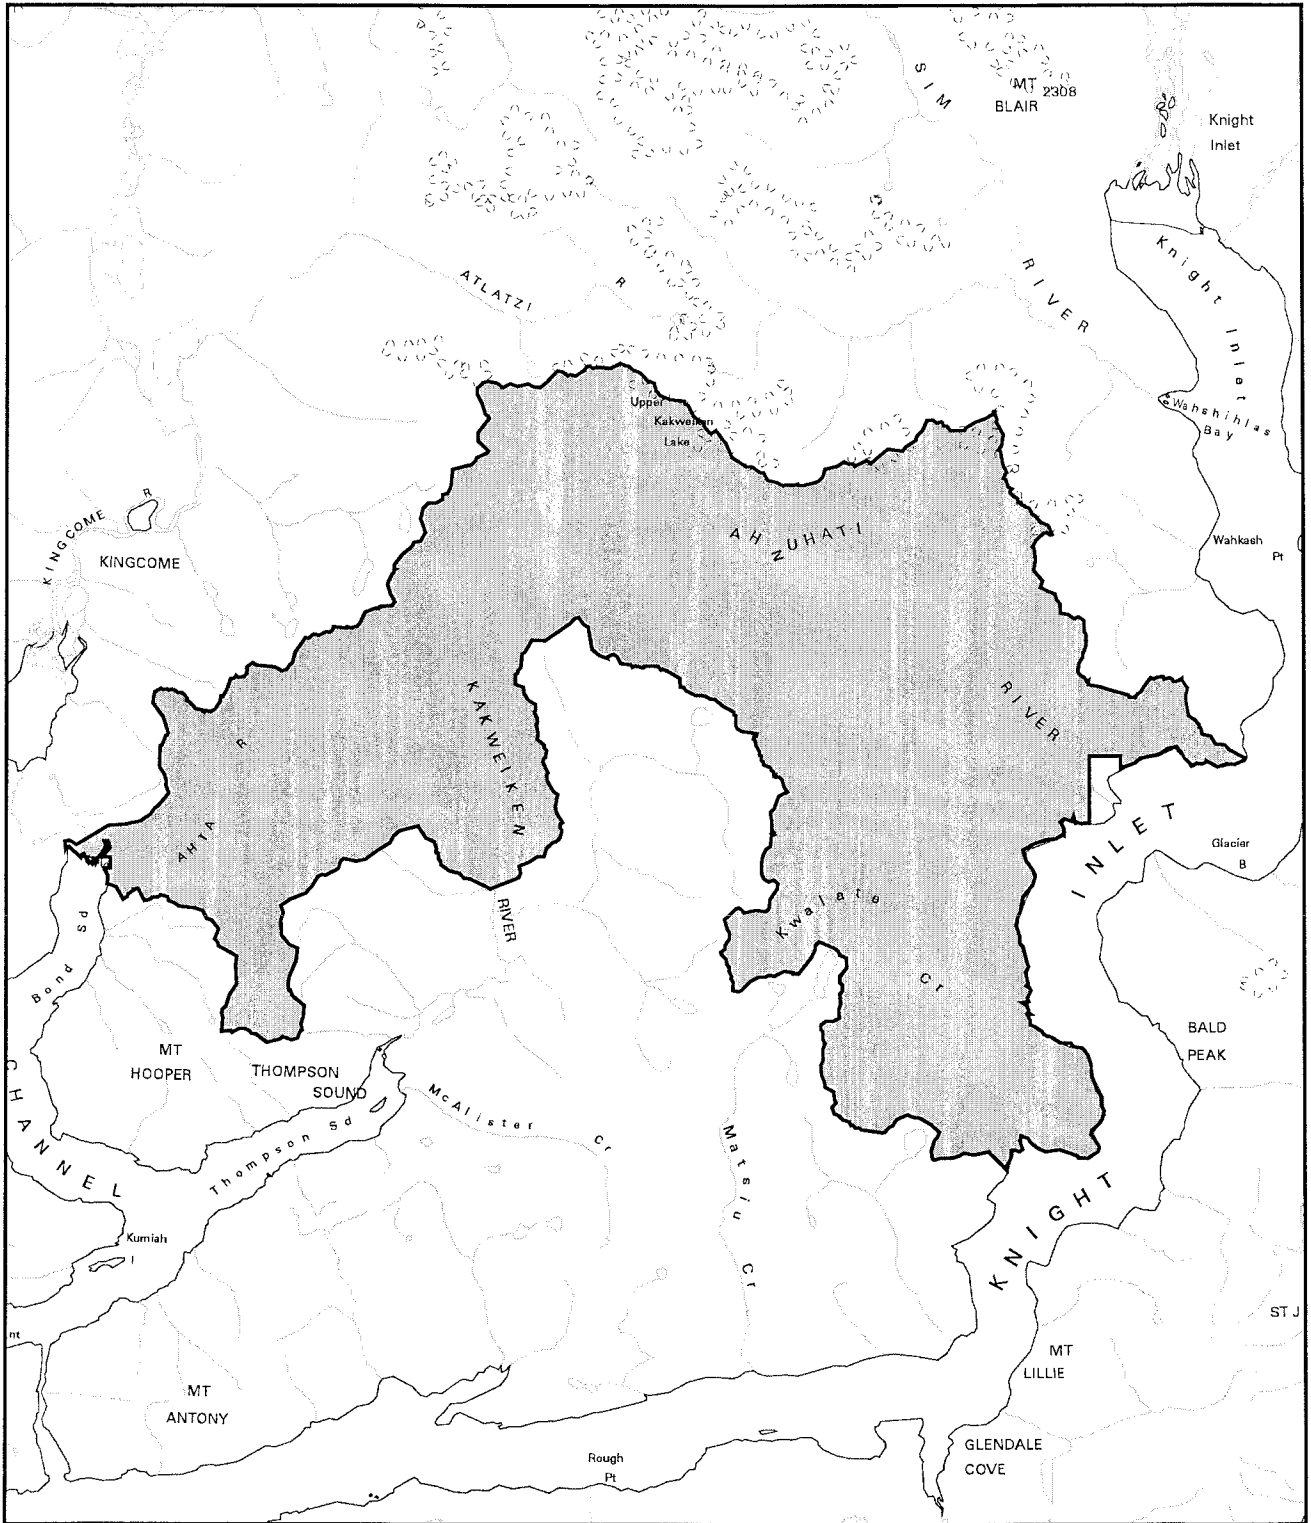 SIM
MT 2308
BLAIR
Knight
Inlet
Knight Inlet
RIVER
ATLATZI
R
Wahshihlas
Bay
Upper
Kakweiken
Lake
R
KINGCOME
KINGCOME
AHNUHATI
Wahkash
Pt
KAKWEIKEN
RIVER
R
AHTA
INLET
Glacier
B
Kwalate
Cr
RIVER
Bond Sd
BALD
PEAK
MT
HOOPER
THOMPSON
SOUND
CHANNEL
McAlister
Cr
Thompson Sd
Matsiu Cr
KNIGHT
Kumlah
I
ST J
nt
MT
LILLIE
MT
ANTONY
GLENDALE
COVE
Rough
Pt